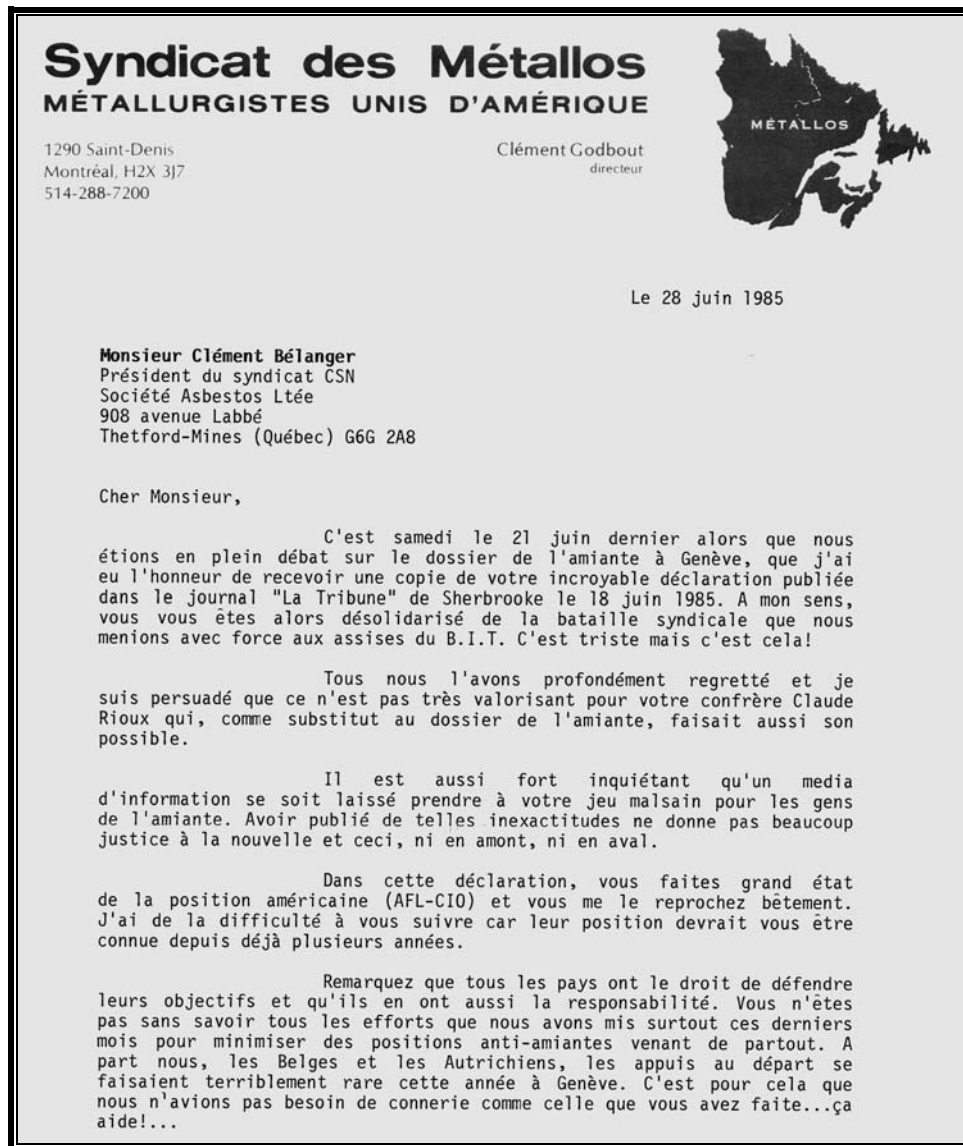 Syndicat des Métallos
MÉTALLURGISTES UNIS D'AMÉRIQUE
MÉTALLOS
1290 Saint-Denis
Montréal, H2X 3J7
514-288-7200
Clément Godbout
directeur
Le 28 juin 1985
Monsieur Clément Bélanger
Président du syndicat CSN
Société Asbestos Ltée
908 avenue Labbé
Thetford-Mines (Québec) G6G 2A8
Cher Monsieur,
C'est samedi le 21 juin dernier alors que nous
étions en plein débat sur le dossier de l'amiante à Genève, que j'ai
eu l'honneur de recevoir une copie de votre incroyable déclaration publiée
dans le journal "La Tribune" de Sherbrooke le 18 juin 1985. A mon sens,
vous vous êtes alors désolidarisé de la bataille syndicale que nous
menions avec force aux assises du B.I.T. C'est triste mais c'est cela!
Tous nous l'avons profondément regretté et je
suis persuadé que ce n'est pas très valorisant pour votre confrère Claude
Rioux qui, comme substitut au dossier de l'amiante, faisait aussi son
possible.
Il est aussi fort inquiétant qu'un media
d'information se soit laissé prendre à votre jeu malsain pour les gens
de l'amiante. Avoir publié de telles inexactitudes ne donne pas beaucoup
justice à la nouvelle et ceci, ni en amont, ni en aval.
Dans cette déclaration, vous faites grand état
de la position américaine (AFL-CIO) et vous me le reprochez bêtement.
J'ai de la difficulté à vous suivre car leur position devrait vous être
connue depuis déjà plusieurs années.
Remarquez que tous les pays ont le droit de défendre
leurs objectifs et qu'ils en ont aussi la responsabilité. Vous n'êtes
pas sans savoir tous les efforts que nous avons mis surtout ces derniers
mois pour minimiser des positions anti-amiantes venant de partout. A
part nous, les Belges et les Autrichiens, les appuis au départ se
faisaient terriblement rare cette année à Genève. C'est pour cela que
nous n'avions pas besoin de connerie comme celle que vous avez faite...ça
aide!...